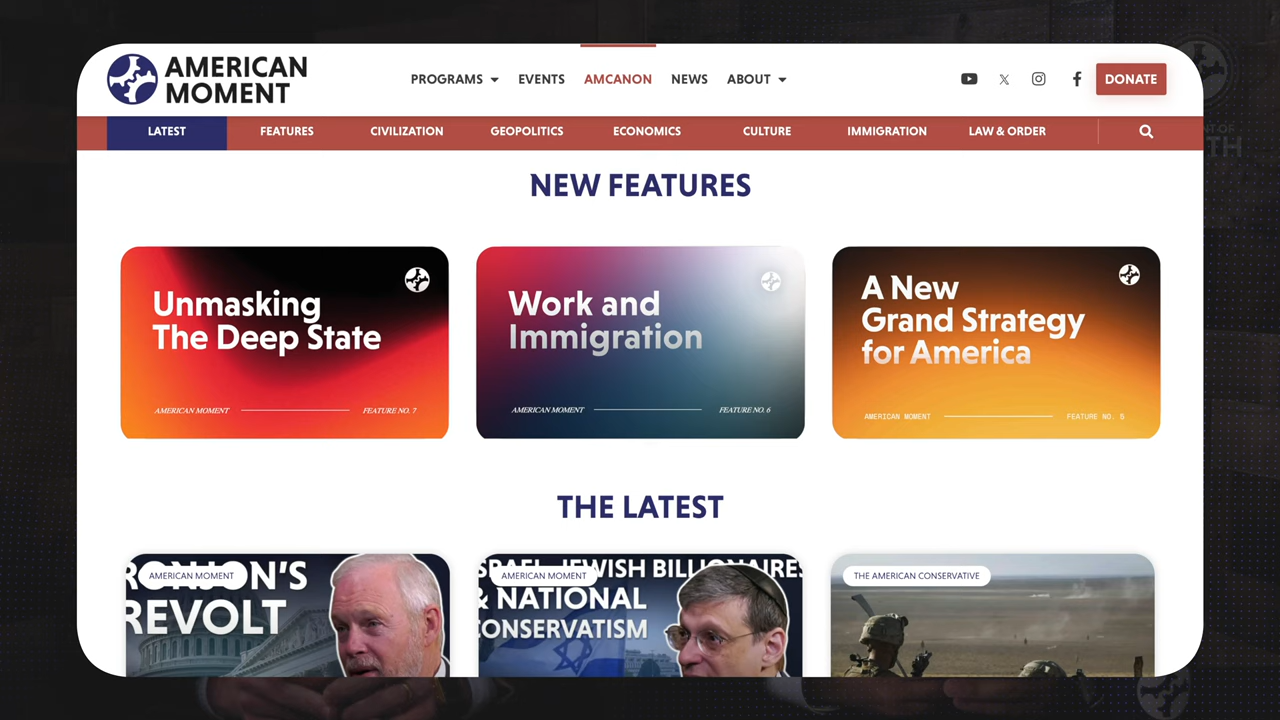 AMERICAN
MOMENT
PROGRAMS EVENTS AMCANON NEWS ABOUT
DONATE
LATEST FEATURES CIVILIZATION GEOPOLITICS ECONOMICS CULTURE IMMIGRATION LAW & ORDER
NEW FEATURES
Unmasking
The Deep State
AMERICAN MOMENT FEATURE NO. 7
Work and
Immigration
AMERICAN MOMENT FEATURE NO. 6
A New
Grand Strategy
for America
AMERICAN MOMENT FEATURE NO. 5
THE LATEST
AMERICAN MOMENT
REVOLT
AMERICAN MOMENT
JEWISH BILLIONAIRES
& NATIONAL
CONSERVATISM
THE AMERICAN CONSERVATIVE